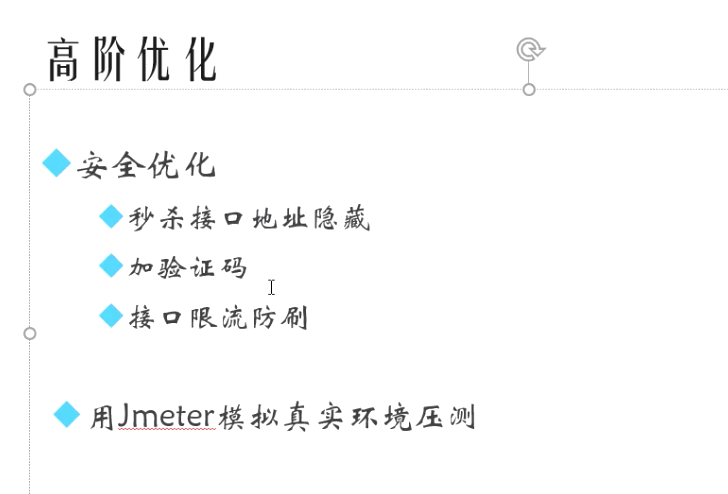 高阶优化
安全优化
秒杀接口地址隐藏
加验证码
接口限流防刷
用Jmeter模拟真实环境压测